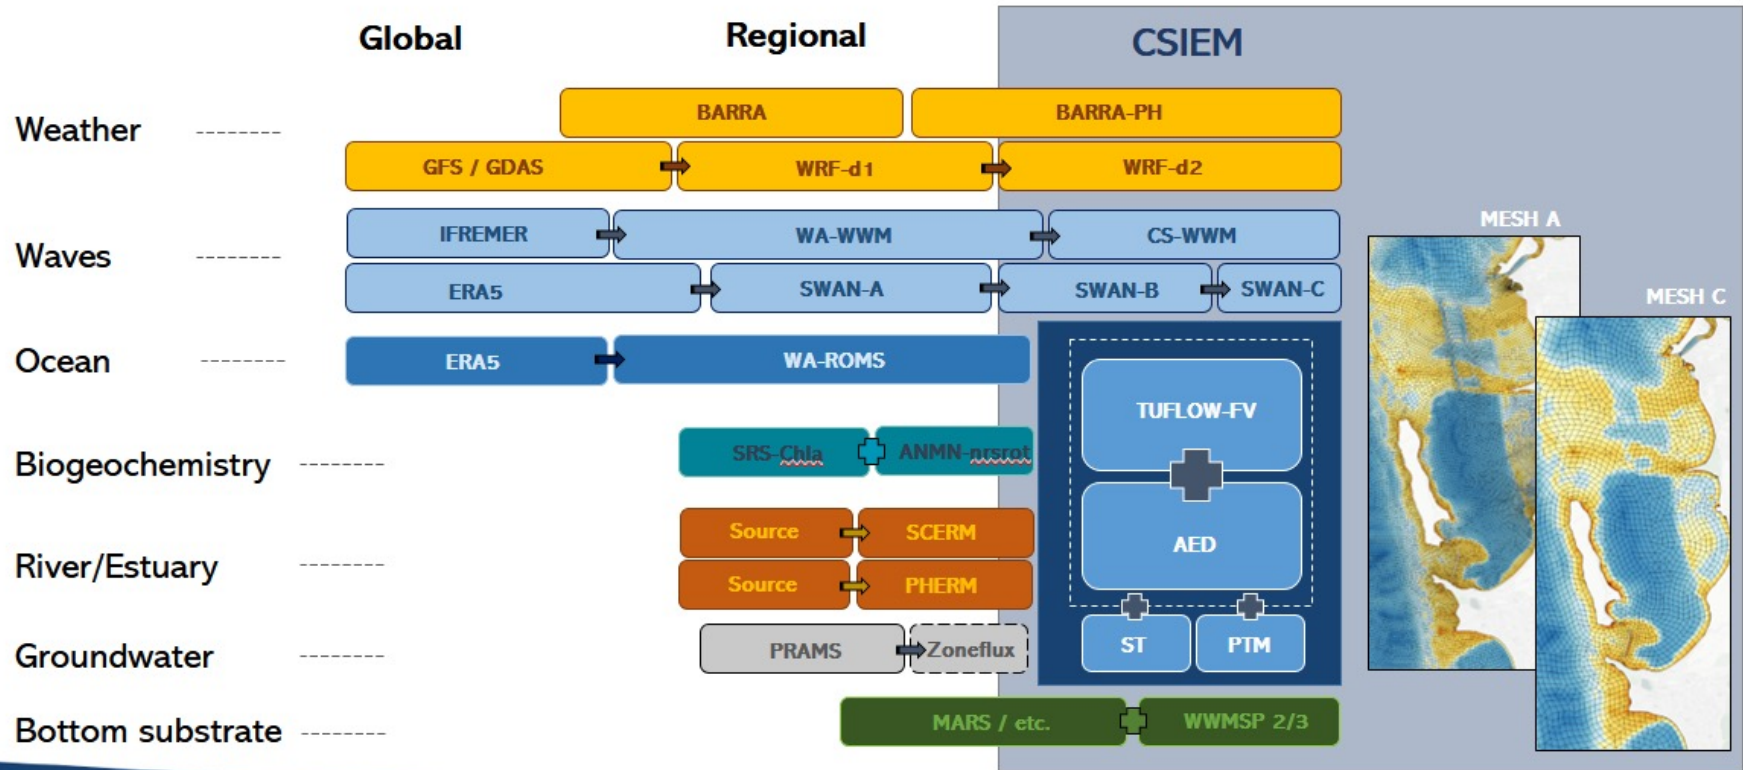 Global Regional CSIEM
Weather BARRA BARRA-PH
GFS / GDAS WRF-d1 WRF-d2
MESH A
Waves IFREMER WA-WWM CS-WWM
ERA5 SWAN-A SWAN-B SWAN-C
MESH C
Ocean ERA5 WA-ROMS
TUFLOW-FV
Biogeochemistry SRS-Chla ANMN-nrsrot
River/Estuary Source SCERM
AED
Source PHERM
Groundwater PRAMS Zoneflux
ST PTM
Bottom substrate MARS / etc. WWMSP 2/3